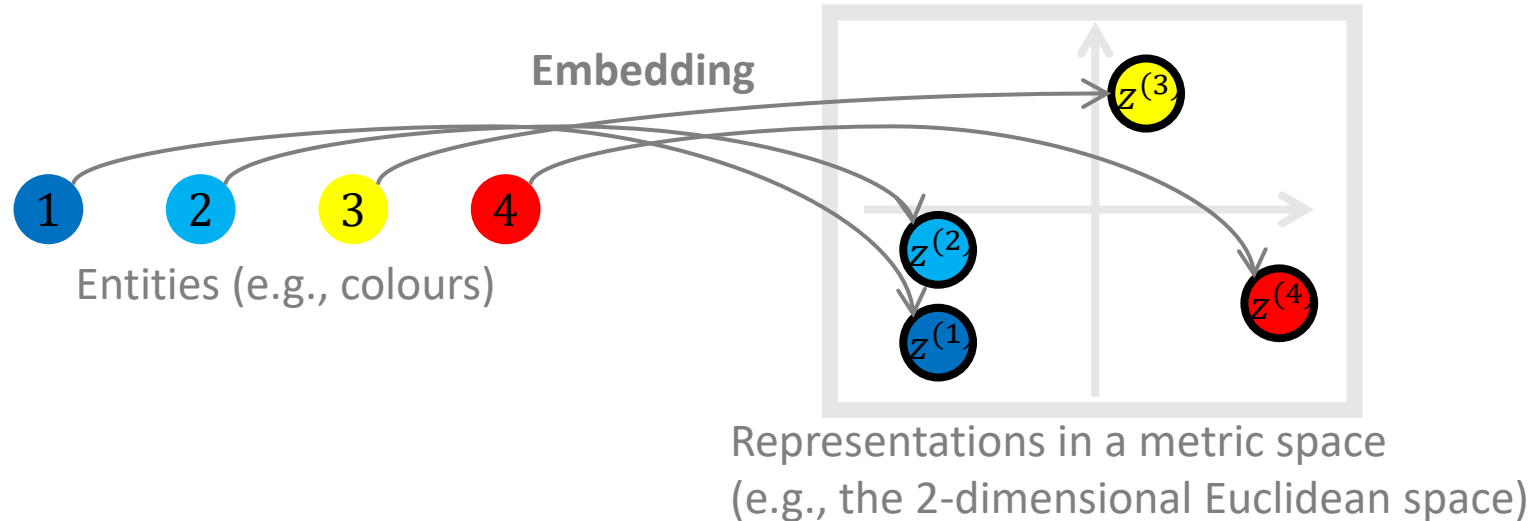 Embedding
1 2 3 4
Entities (e.g., colours)
z^(3)
z^(2)
z^(1)
z^(4)
Representations in a metric space
(e.g., the 2-dimensional Euclidean space)